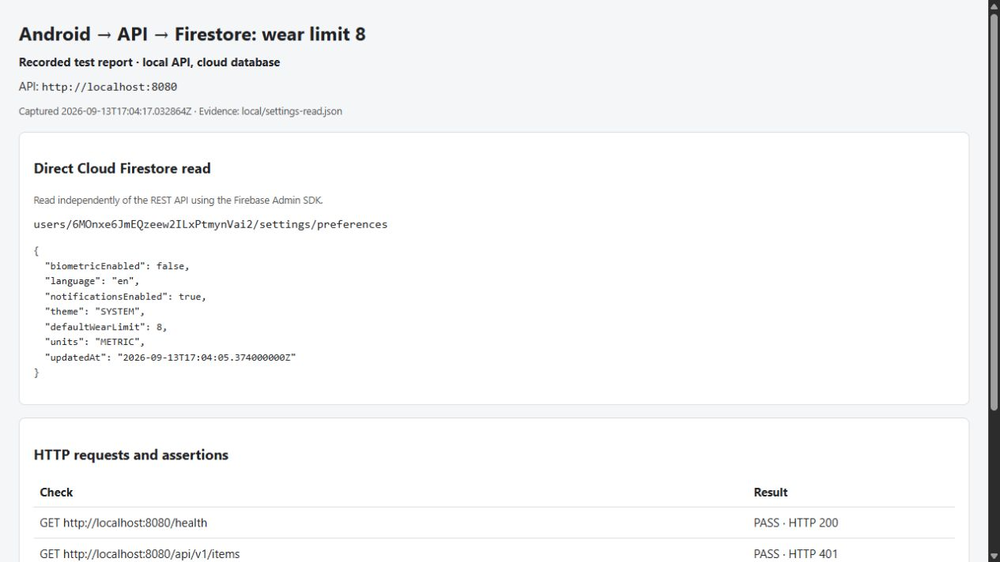 Android → API → Firestore: wear limit 8
Recorded test report · local API, cloud database
API: http://localhost:8080
Captured 2026-09-13T17:04:17.032864Z · Evidence: local/settings-read.json
Direct Cloud Firestore read
Read independently of the REST API using the Firebase Admin SDK.
users/6MOnxe6JmEQzeew2ILxPtmynVai2/settings/preferences
{
  "biometricEnabled": false,
  "language": "en",
  "notificationsEnabled": true,
  "theme": "SYSTEM",
  "defaultWearLimit": 8,
  "units": "METRIC",
  "updatedAt": "2026-09-13T17:04:05.374000000Z"
}
HTTP requests and assertions
Check Result
GET http://localhost:8080/health PASS · HTTP 200
GET http://localhost:8080/api/v1/items PASS · HTTP 401